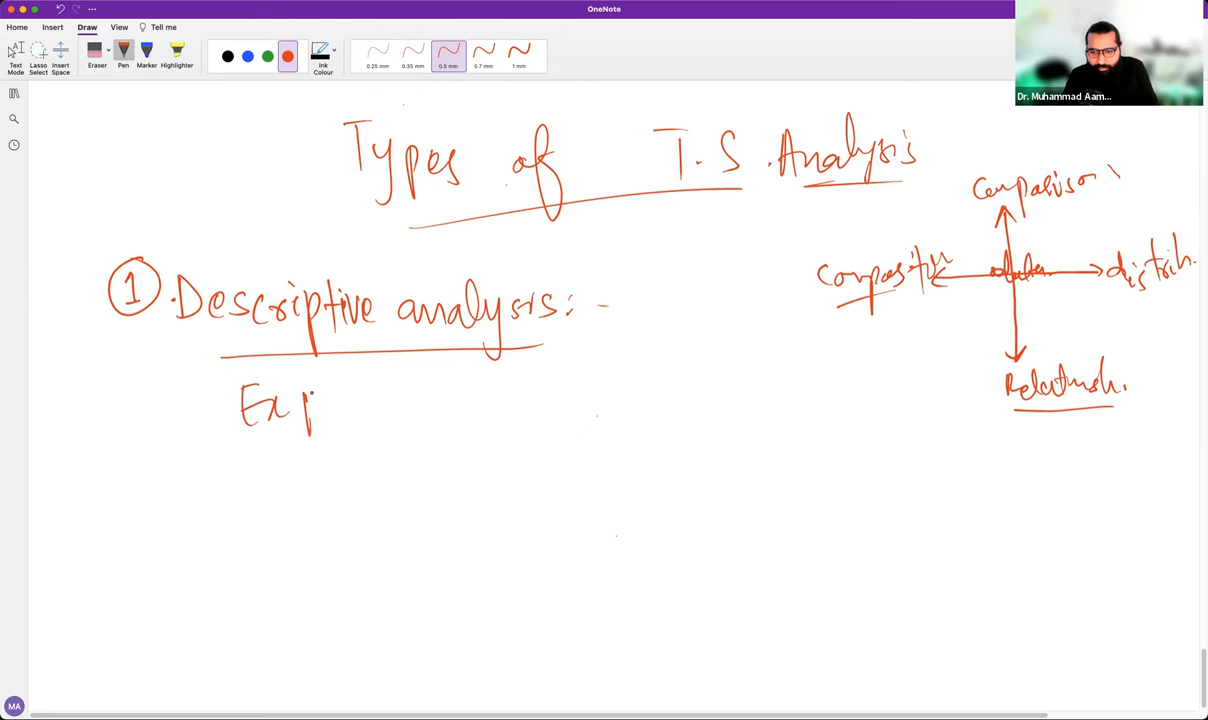 OneNote
Home Insert Draw View Tell me
Text Mode
Lasso Select
Insert Space
Eraser
Pen
Marker
Highlighter
Ink Colour
0.25 mm
0.35 mm
0.5 mm
0.7 mm
1 mm
Dr. Muhammad Aam...
Types of T.S. Analysis
Comparison
distrib.
Relationsh.
① Descriptive analysis: -
Exp
MA